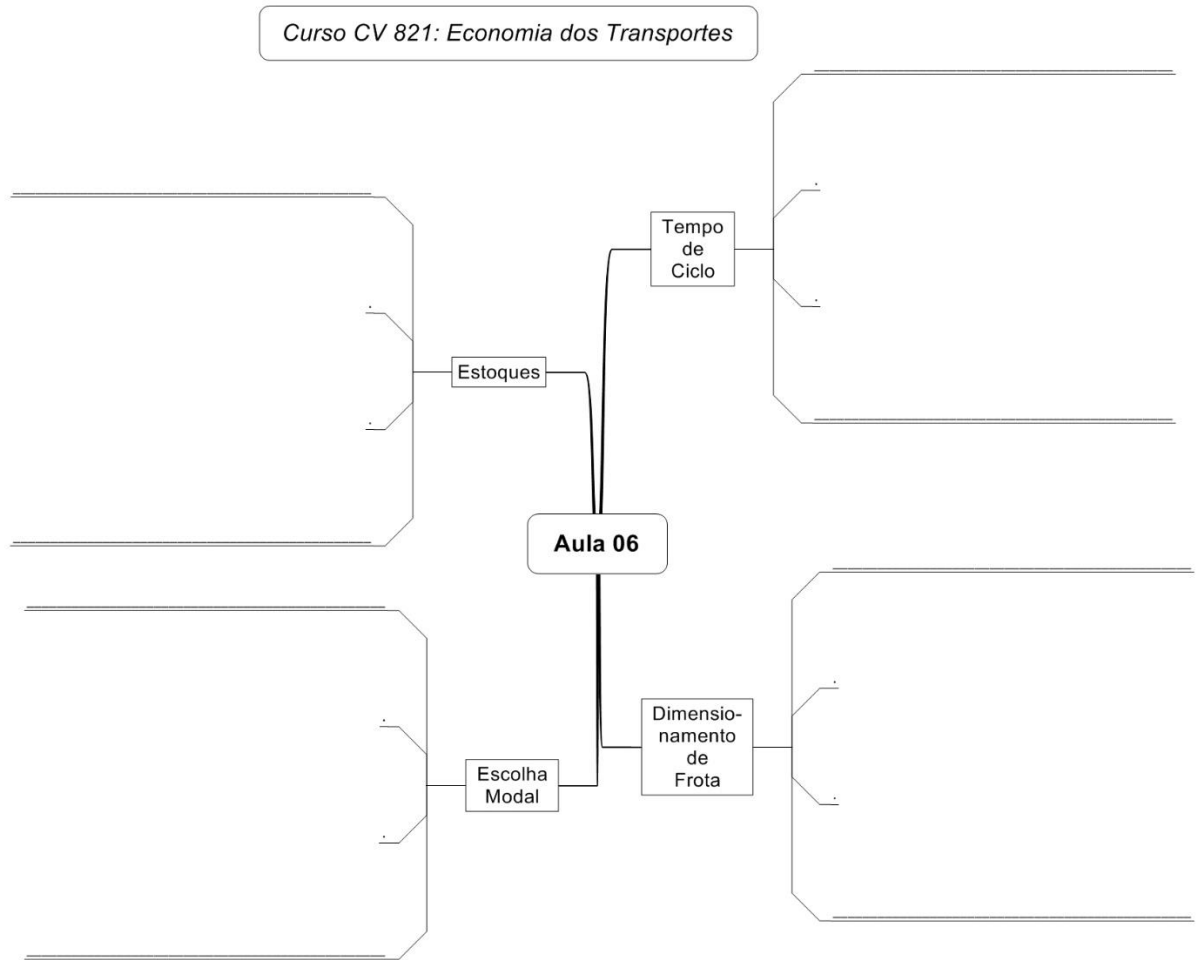 Curso CV 821: Economia dos Transportes
Tempo
de
Ciclo
Estoques
Aula 06
Dimensio-
namento
de
Frota
Escolha
Modal